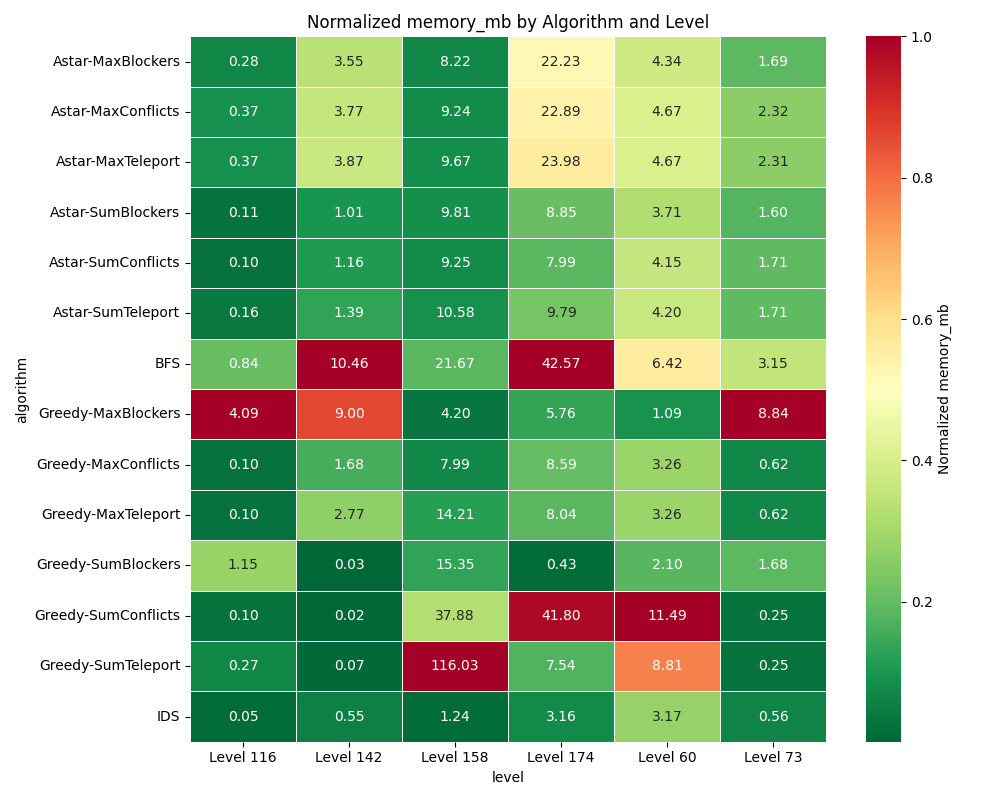 Normalized memory_mb by Algorithm and Level
algorithm
Astar-MaxBlockers 0.28 3.55 8.22 22.23 4.34 1.69
Astar-MaxConflicts 0.37 3.77 9.24 22.89 4.67 2.32
Astar-MaxTeleport 0.37 3.87 9.67 23.98 4.67 2.31
Astar-SumBlockers 0.11 1.01 9.81 8.85 3.71 1.60
Astar-SumConflicts 0.10 1.16 9.25 7.99 4.15 1.71
Astar-SumTeleport 0.16 1.39 10.58 9.79 4.20 1.71
BFS 0.84 10.46 21.67 42.57 6.42 3.15
Greedy-MaxBlockers 4.09 9.00 4.20 5.76 1.09 8.84
Greedy-MaxConflicts 0.10 1.68 7.99 8.59 3.26 0.62
Greedy-MaxTeleport 0.10 2.77 14.21 8.04 3.26 0.62
Greedy-SumBlockers 1.15 0.03 15.35 0.43 2.10 1.68
Greedy-SumConflicts 0.10 0.02 37.88 41.80 11.49 0.25
Greedy-SumTeleport 0.27 0.07 116.03 7.54 8.81 0.25
IDS 0.05 0.55 1.24 3.16 3.17 0.56
Level 116 Level 142 Level 158 Level 174 Level 60 Level 73
level
1.0
0.8
0.6
0.4
0.2
Normalized memory_mb